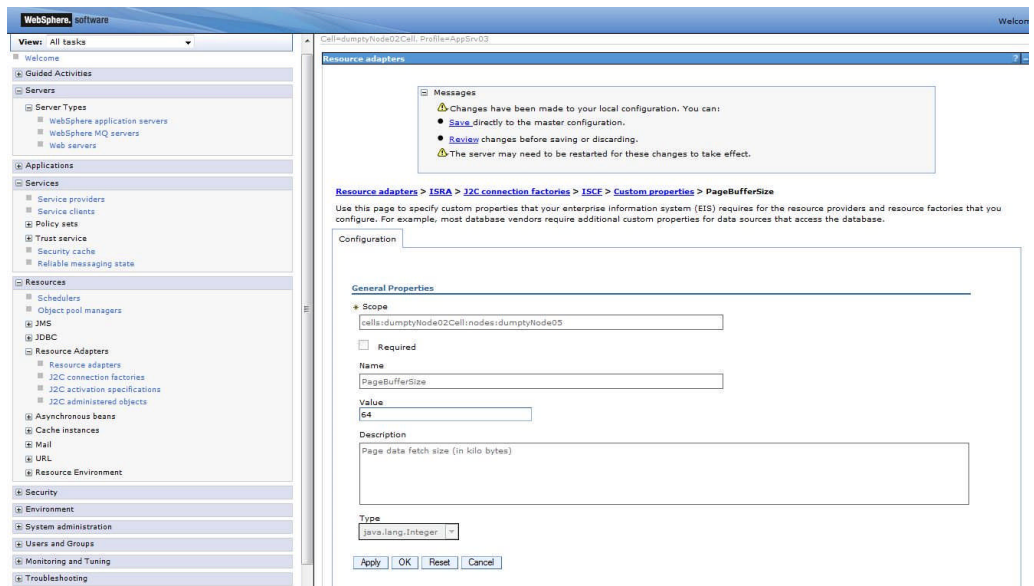 WebSphere. software
Welcom
View: All tasks
Welcome
Guided Activities
Servers
Server Types
WebSphere application servers
WebSphere MQ servers
Web servers
Applications
Services
Service providers
Service clients
Policy sets
Trust service
Security cache
Reliable messaging state
Resources
Schedulers
Object pool managers
JMS
JDBC
Resource Adapters
Resource adapters
J2C connection factories
J2C activation specifications
J2C administered objects
Asynchronous beans
Cache instances
Mail
URL
Resource Environment
Security
Environment
System administration
Users and Groups
Monitoring and Tuning
Troubleshooting
Cell=dumptyNode02Cell, Profile=AppSrv03
Resource adapters
Messages
Changes have been made to your local configuration. You can:
Save directly to the master configuration.
Review changes before saving or discarding.
The server may need to be restarted for these changes to take effect.
Resource adapters > ISRA > J2C connection factories > ISCF > Custom properties > PageBufferSize
Use this page to specify custom properties that your enterprise information system (EIS) requires for the resource providers and resource factories that you
configure. For example, most database vendors require additional custom properties for data sources that access the database.
Configuration
General Properties
Scope
cells:dumptyNode02Cell:nodes:dumptyNode05
Required
Name
PageBufferSize
Value
64
Description
Page data fetch size (in kilo bytes)
Type
java.lang.Integer
Apply OK Reset Cancel